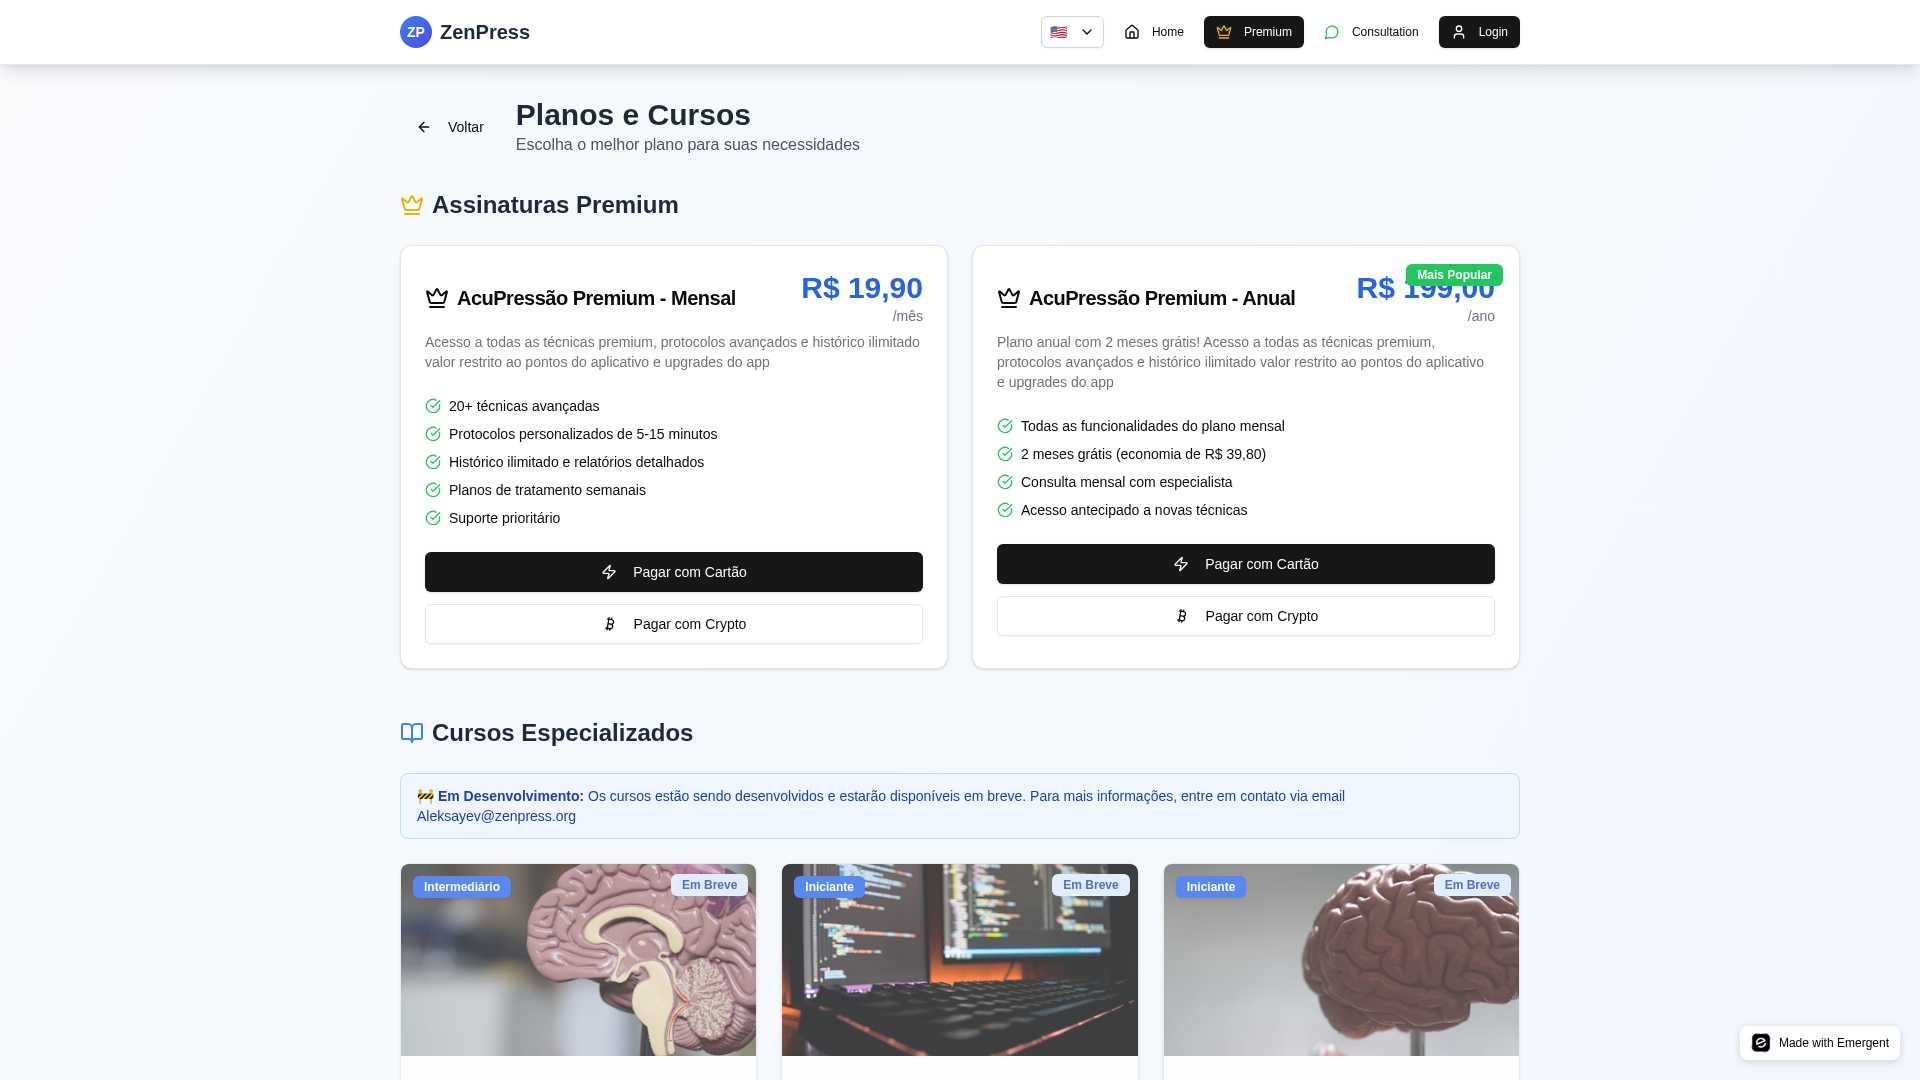 ZP ZenPress
Home
Premium
Consultation
Login
Voltar
Planos e Cursos
Escolha o melhor plano para suas necessidades
Assinaturas Premium
AcuPressão Premium - Mensal
R$ 19,90
/mês
Acesso a todas as técnicas premium, protocolos avançados e histórico ilimitado
valor restrito ao pontos do aplicativo e upgrades do app
20+ técnicas avançadas
Protocolos personalizados de 5-15 minutos
Histórico ilimitado e relatórios detalhados
Planos de tratamento semanais
Suporte prioritário
Pagar com Cartão
Pagar com Crypto
Mais Popular
AcuPressão Premium - Anual
R$ 199,00
/ano
Plano anual com 2 meses grátis! Acesso a todas as técnicas premium,
protocolos avançados e histórico ilimitado valor restrito ao pontos do aplicativo
e upgrades do app
Todas as funcionalidades do plano mensal
2 meses grátis (economia de R$ 39,80)
Consulta mensal com especialista
Acesso antecipado a novas técnicas
Pagar com Cartão
Pagar com Crypto
Cursos Especializados
🚧 Em Desenvolvimento: Os cursos estão sendo desenvolvidos e estarão disponíveis em breve. Para mais informações, entre em contato via email
Aleksayev@zenpress.org
Intermediário
Em Breve
Iniciante
Em Breve
Iniciante
Em Breve
Made with Emergent